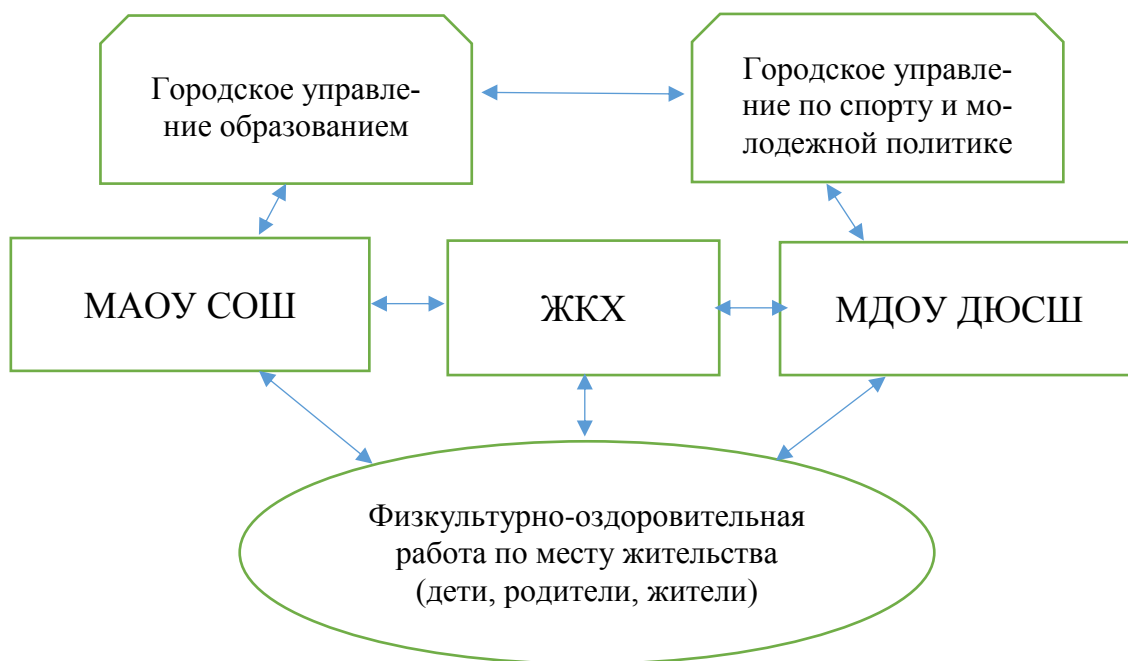 Городское управле-
ние образованием
Городское управле-
ние по спорту и мо-
лодежной политике
МАОУ СОШ
ЖКХ
МДОУ ДЮСШ
Физкультурно-оздоровительная
работа по месту жительства
(дети, родители, жители)